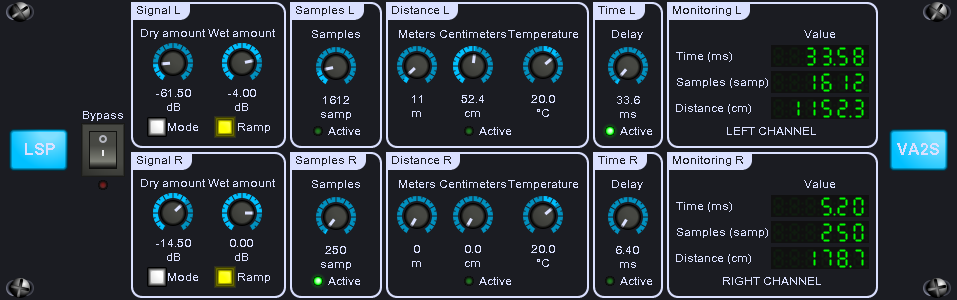 LSP
Bypass
Signal L
Dry amount Wet amount
-61.50 -4.00
dB dB
Mode Ramp
Samples L
Samples
1612
samp
Active
Distance L
Meters Centimeters Temperature
11 52.4 20.0
m cm °C
Active
Time L
Delay
33.6
ms
Active
Monitoring L
Value
Time (ms) 33.58
Samples (samp) 1612
Distance (cm) 1152.3
LEFT CHANNEL
Signal R
Dry amount Wet amount
-14.50 0.00
dB dB
Mode Ramp
Samples R
Samples
250
samp
Active
Distance R
Meters Centimeters Temperature
0 0.0 20.0
m cm °C
Active
Time R
Delay
6.40
ms
Active
Monitoring R
Value
Time (ms) 5.20
Samples (samp) 250
Distance (cm) 178.7
RIGHT CHANNEL
VA2S